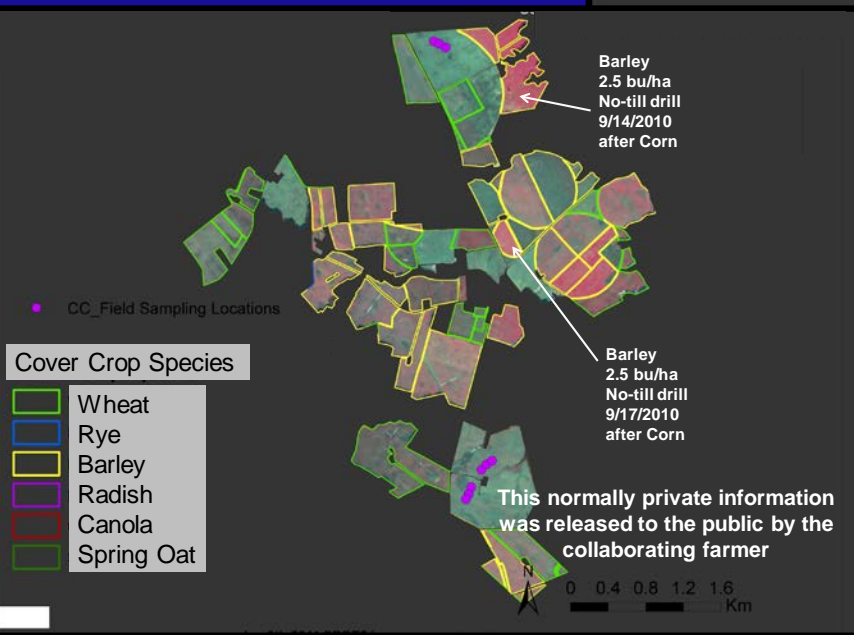 Barley
2.5 bu/ha
No-till drill
9/14/2010
after Corn
CC_Field Sampling Locations
Cover Crop Species
Wheat
Rye
Barley
Radish
Canola
Spring Oat
Barley
2.5 bu/ha
No-till drill
9/17/2010
after Corn
This normally private information
was released to the public by the
collaborating farmer
N
0 0.4 0.8 1.2 1.6
Km